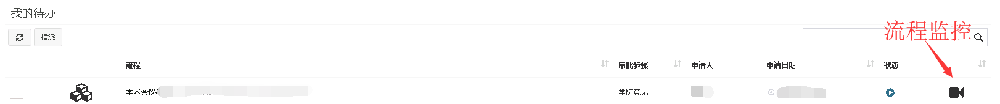 我的待办
指派
流程监控
流程 审批步骤 申请人 申请日期 状态
学术会议 学院意见